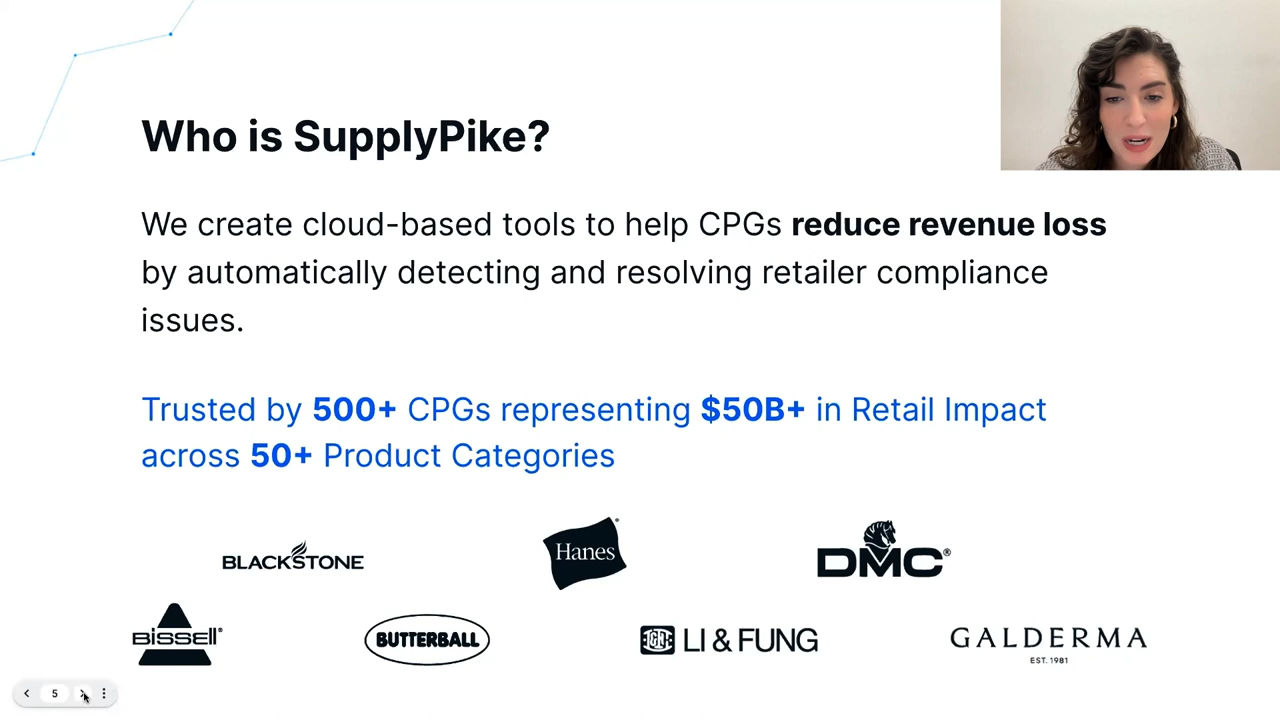 Who is SupplyPike?
We create cloud-based tools to help CPGs reduce revenue loss
by automatically detecting and resolving retailer compliance
issues.
Trusted by 500+ CPGs representing $50B+ in Retail Impact
across 50+ Product Categories
BLACKSTONE
Hanes®
DMC®
BISSELL®
BUTTERBALL
LI & FUNG
GALDERMA
EST. 1981
5